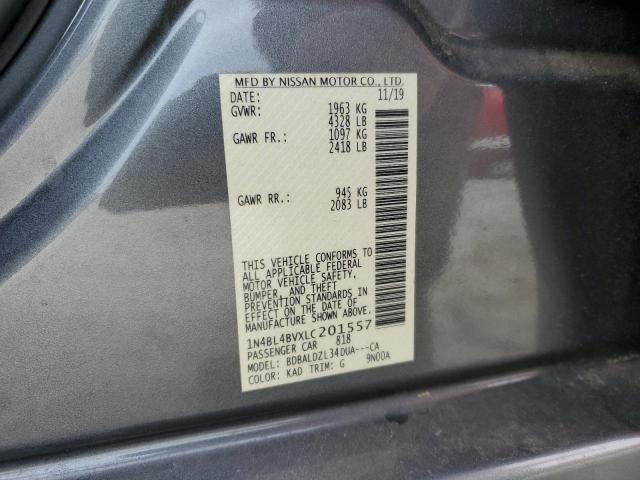 MFD BY NISSAN MOTOR CO., LTD.
DATE: 11/19
GVWR: 1963 KG
4328 LB
GAWR FR.: 1097 KG
2418 LB
GAWR RR.: 945 KG
2083 LB
THIS VEHICLE CONFORMS TO
ALL APPLICABLE FEDERAL
MOTOR VEHICLE SAFETY,
BUMPER, AND THEFT
PREVENTION STANDARDS IN
EFFECT ON THE DATE OF
MANUFACTURE SHOWN ABOVE.
1N4BL4BVXLC201557
PASSENGER CAR 818
MODEL: BDBALDZL34DUA---CA
COLOR: KAD TRIM: G 9N00A